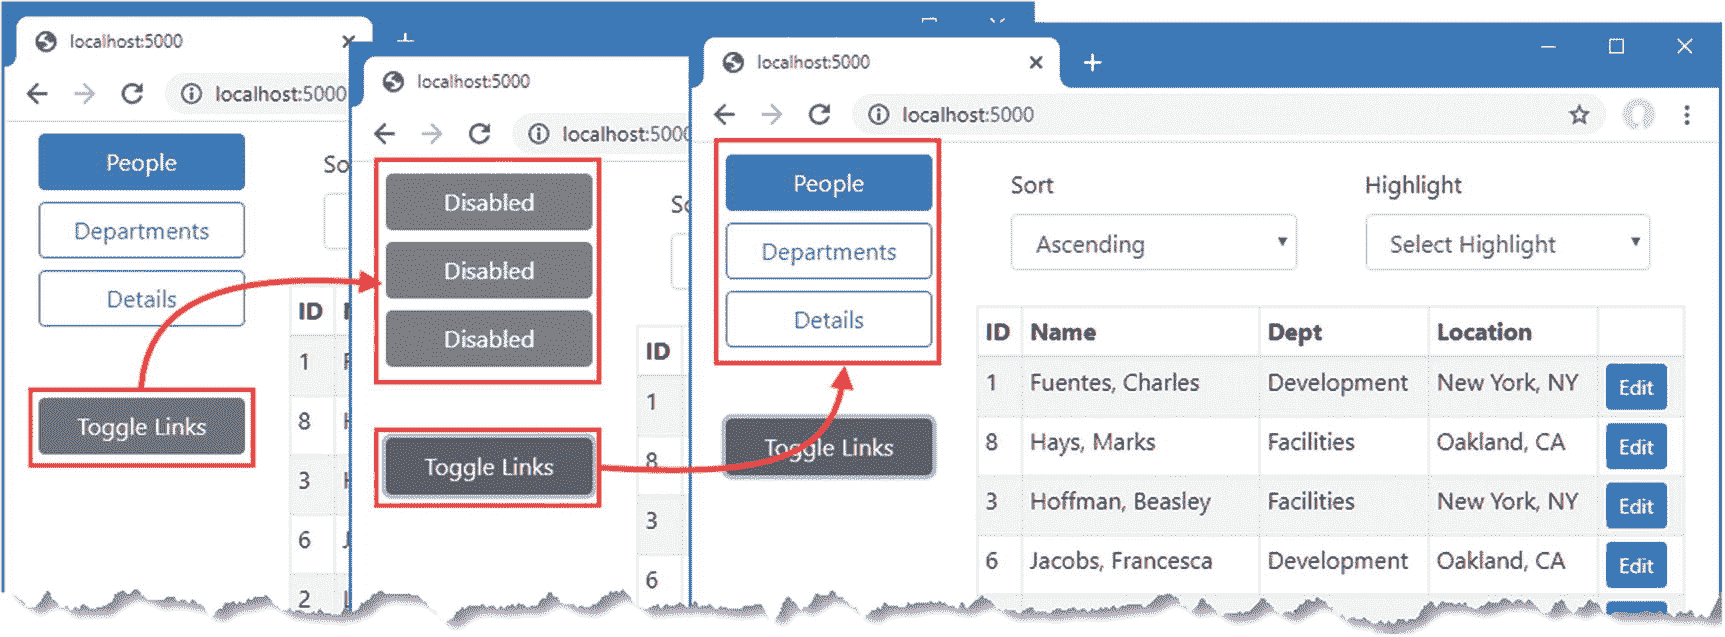 localhost:5000
localhost:5000
People
Departments
Details
Toggle Links
So
ID
1
8
3
6
2
localhost:5000
localhost:5000
Disabled
Disabled
Disabled
Toggle Links
ID
1
8
3
6
localhost:5000
localhost:5000
People
Departments
Details
Toggle Links
Sort Highlight
Ascending Select Highlight
ID Name Dept Location
1 Fuentes, Charles Development New York, NY Edit
8 Hays, Marks Facilities Oakland, CA Edit
3 Hoffman, Beasley Facilities New York, NY Edit
6 Jacobs, Francesca Development Oakland, CA Edit